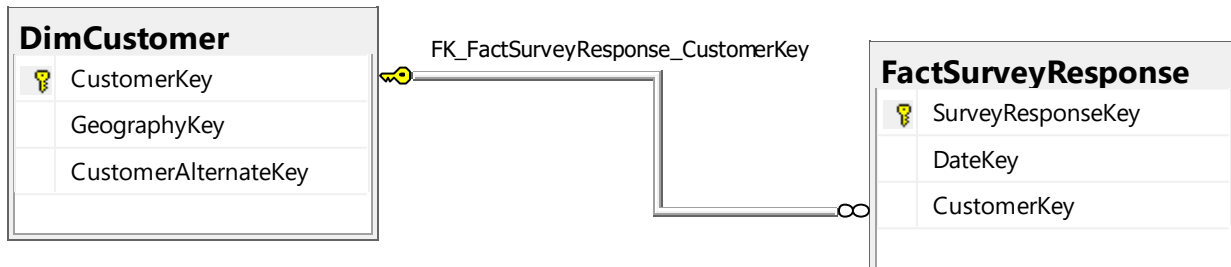 DimCustomer
CustomerKey
GeographyKey
CustomerAlternateKey
FK_FactSurveyResponse_CustomerKey
FactSurveyResponse
SurveyResponseKey
DateKey
CustomerKey